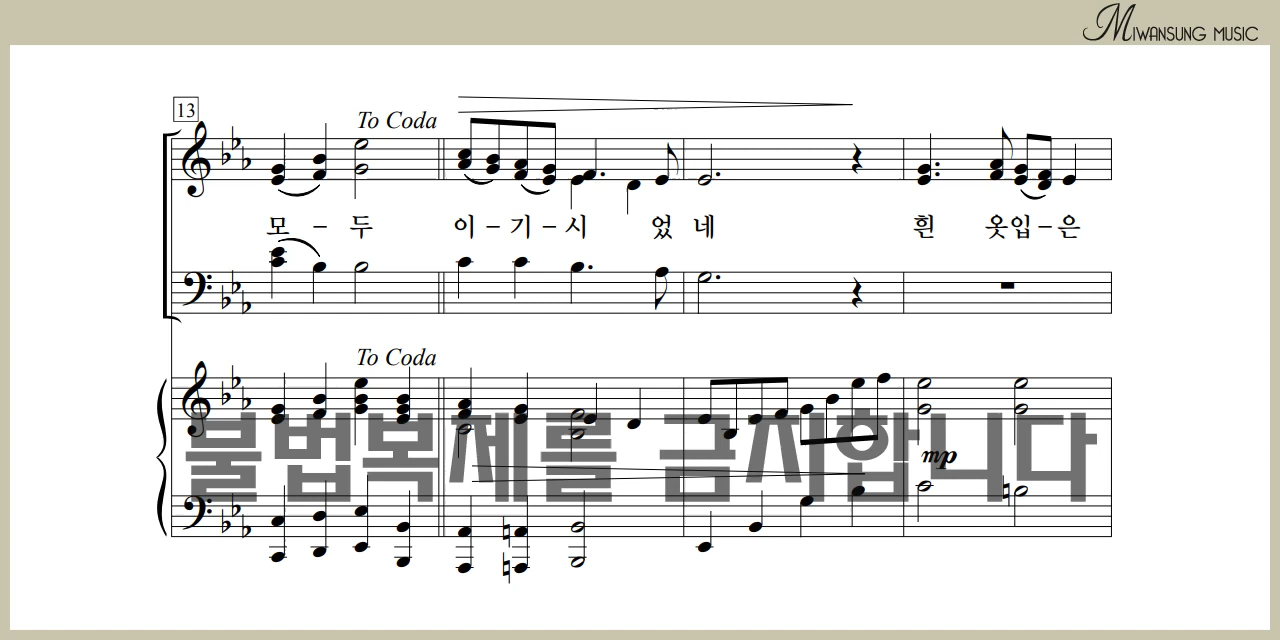 MIWANSUNG MUSIC
13
To Coda
모 – 두 이 – 기 – 시 었 네 흰 옷입 – 은
To Coda
불법복제를 금지합니다
mp